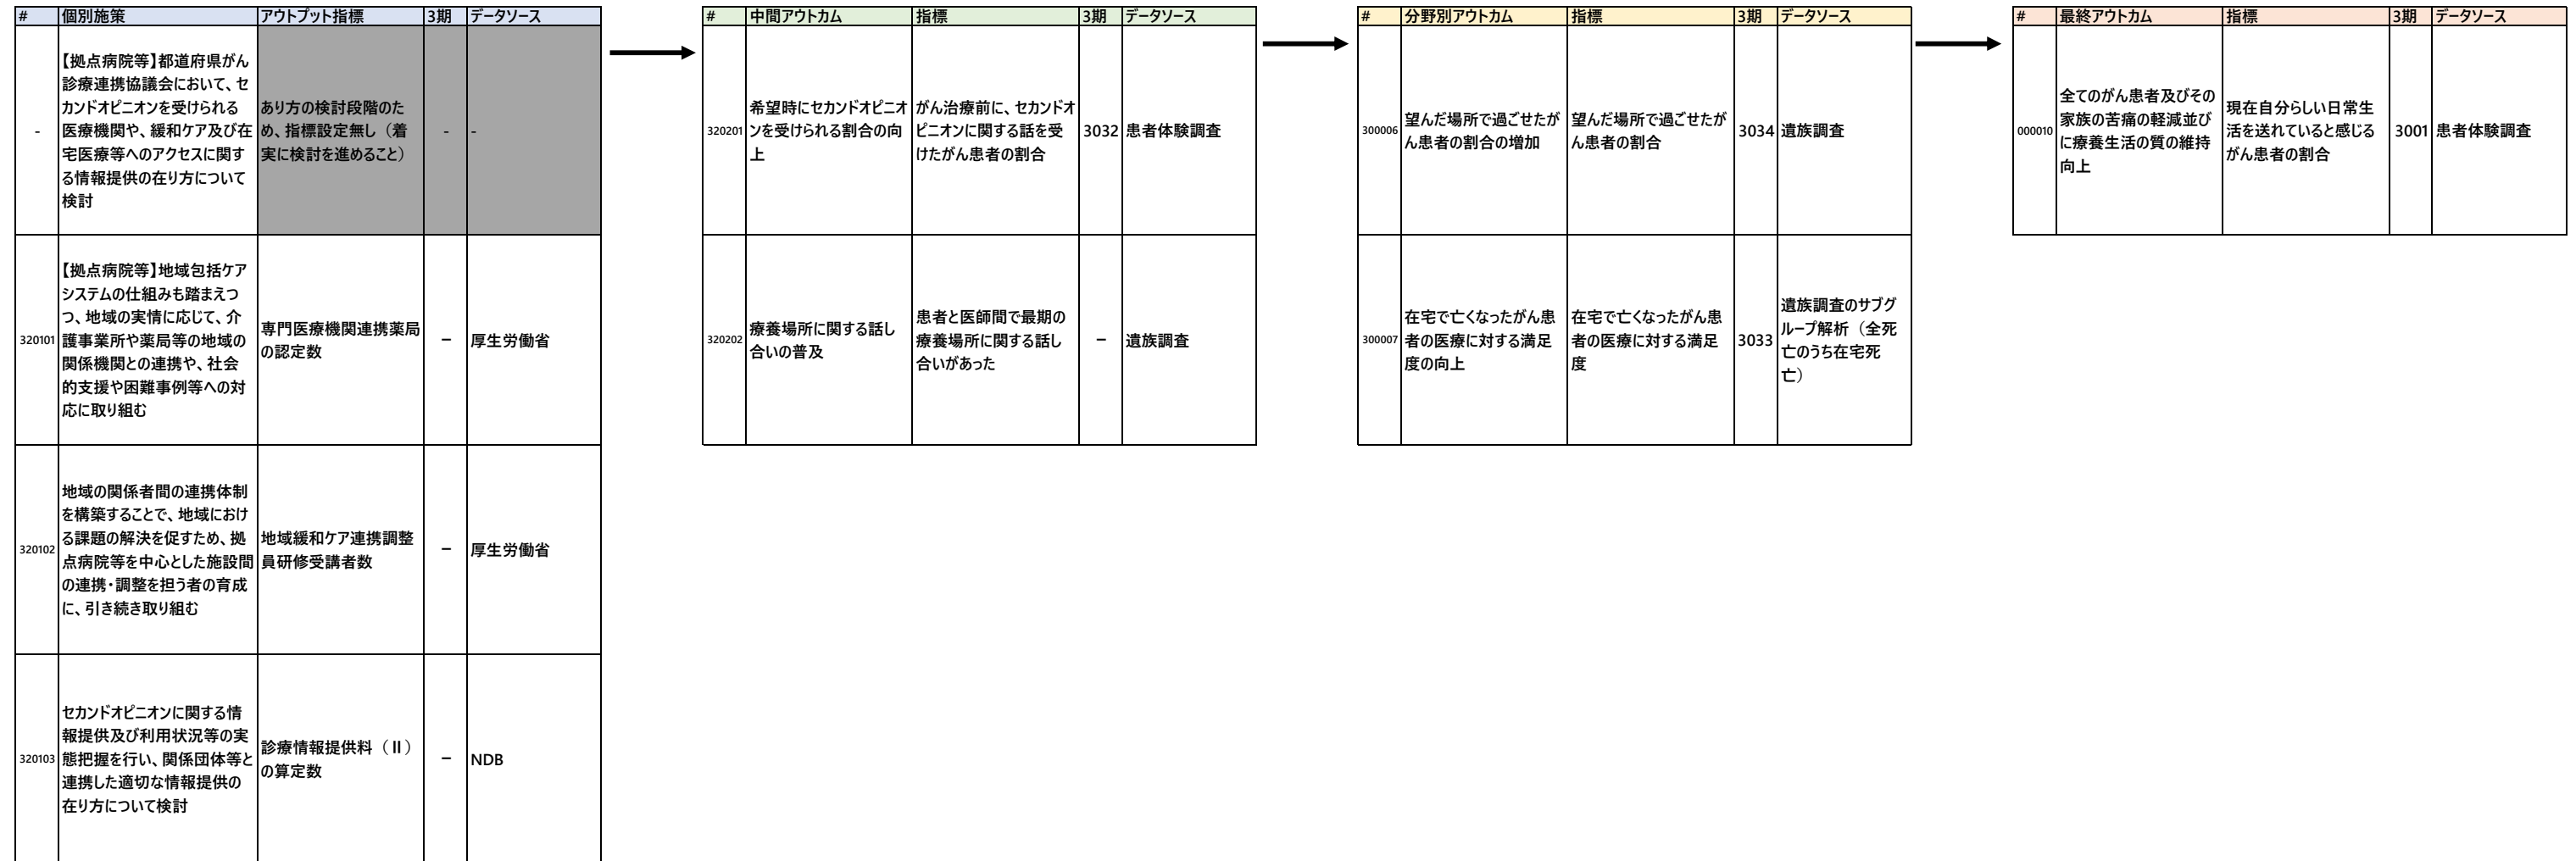 # 個別施策 アウトプット指標 3期 データソース
-
【拠点病院等】都道府県がん
診療連携協議会において、セ
カンドオピニオンを受けられる
医療機関や、緩和ケア及び在
宅医療等へのアクセスに関す
る情報提供の在り方について
検討
あり方の検討段階のた
め、指標設定無し（着
実に検討を進めること）
-
-
320101
【拠点病院等】地域包括ケア
システムの仕組みも踏まえつ
つ、地域の実情に応じて、介
護事業所や薬局等の地域の
関係機関との連携や、社会
的支援や困難事例等への対
応に取り組む
専門医療機関連携薬局
の認定数
−
厚生労働省
320102
地域の関係者間の連携体制
を構築することで、地域におけ
る課題の解決を促すため、拠
点病院等を中心とした施設間
の連携・調整を担う者の育成
に、引き続き取り組む
地域緩和ケア連携調整
員研修受講者数
−
厚生労働省
320103
セカンドオピニオンに関する情
報提供及び利用状況等の実
態把握を行い、関係団体等と
連携した適切な情報提供の
在り方について検討
診療情報提供料（Ⅱ）
の算定数
−
NDB
# 中間アウトカム 指標 3期 データソース
320201
希望時にセカンドオピニオ
ンを受けられる割合の向
上
がん治療前に、セカンドオ
ピニオンに関する話を受
けたがん患者の割合
3032
患者体験調査
320202
療養場所に関する話し
合いの普及
患者と医師間で最期の
療養場所に関する話し
合いがあった
−
遺族調査
# 分野別アウトカム 指標 3期 データソース
300006
望んだ場所で過ごせたが
ん患者の割合の増加
望んだ場所で過ごせたが
ん患者の割合
3034
遺族調査
300007
在宅で亡くなったがん患
者の医療に対する満足
度の向上
在宅で亡くなったがん患
者の医療に対する満足
度
3033
遺族調査のサブグ
ループ解析（全死
亡のうち在宅死
亡）
# 最終アウトカム 指標 3期 データソース
000010
全てのがん患者及びその
家族の苦痛の軽減並び
に療養生活の質の維持
向上
現在自分らしい日常生
活を送れていると感じる
がん患者の割合
3001
患者体験調査